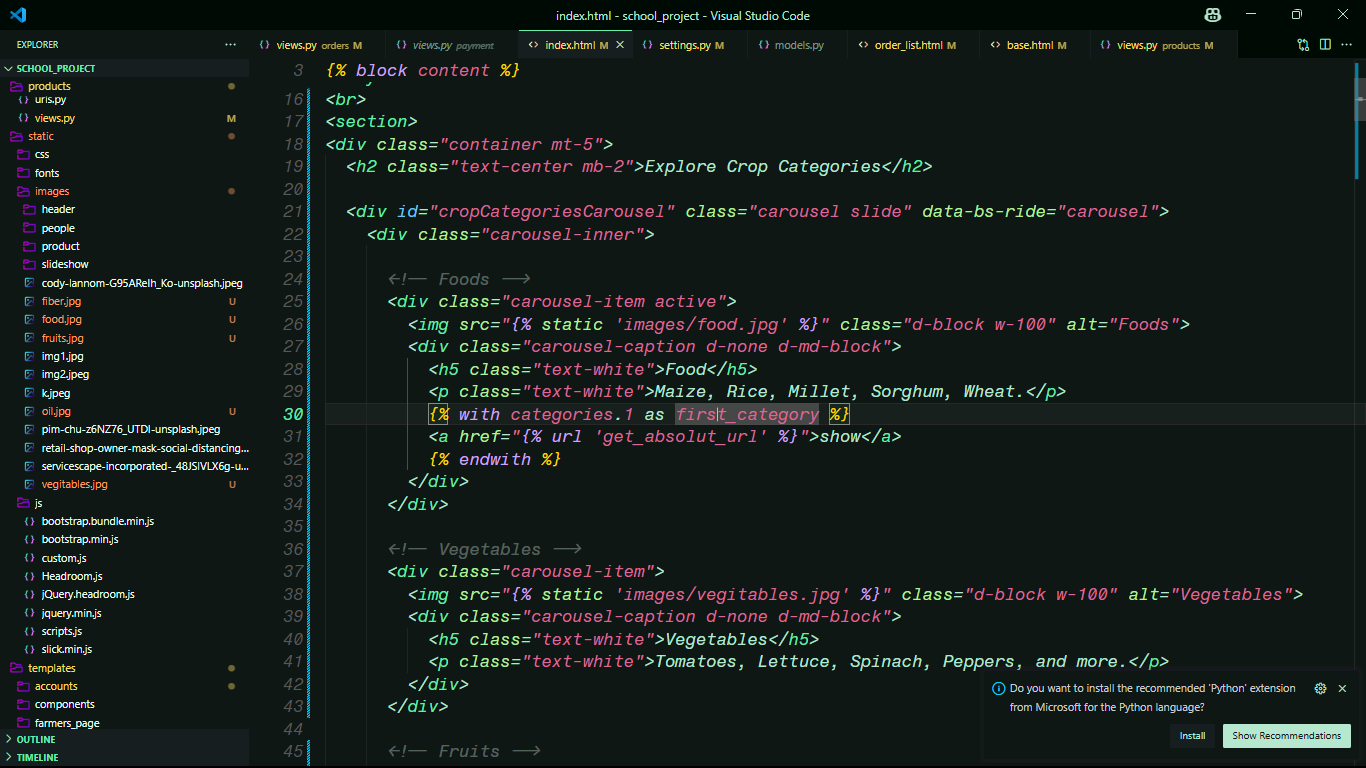 index.html - school_project - Visual Studio Code
EXPLORER
views.py orders M
views.py payment
index.html M
settings.py M
models.py
order_list.html M
base.html M
views.py products M
SCHOOL_PROJECT
products
urls.py
views.py M
static
css
fonts
images
header
people
product
slideshow
cody-lannom-G95AReIh_Ko-unsplash.jpeg
fiber.jpg U
food.jpg U
fruits.jpg U
img1.jpg
img2.jpeg
k.jpeg
oil.jpg U
pim-chu-z6NZ76_UTDI-unsplash.jpeg
retail-shop-owner-mask-social-distancing...
servicescape-incorporated-_48JSIVLX6g-u...
vegitables.jpg U
js
bootstrap.bundle.min.js
bootstrap.min.js
custom.js
Headroom.js
jQuery.headroom.js
jquery.min.js
scripts.js
slick.min.js
templates
accounts
components
farmers_page
OUTLINE
TIMELINE
3 {% block content %}
16 <br>
17 <section>
18 <div class="container mt-5">
19 <h2 class="text-center mb-2">Explore Crop Categories</h2>
20
21 <div id="cropCategoriesCarousel" class="carousel slide" data-bs-ride="carousel">
22 <div class="carousel-inner">
23
24 <!-- Foods -->
25 <div class="carousel-item active">
26 <img src="{% static 'images/food.jpg' %}" class="d-block w-100" alt="Foods">
27 <div class="carousel-caption d-none d-md-block">
28 <h5 class="text-white">Food</h5>
29 <p class="text-white">Maize, Rice, Millet, Sorghum, Wheat.</p>
30 {% with categories.1 as first_category %}
31 <a href="{% url 'get_absolut_url' %}">show</a>
32 {% endwith %}
33 </div>
34 </div>
35
36 <!-- Vegetables -->
37 <div class="carousel-item">
38 <img src="{% static 'images/vegitables.jpg' %}" class="d-block w-100" alt="Vegetables">
39 <div class="carousel-caption d-none d-md-block">
40 <h5 class="text-white">Vegetables</h5>
41 <p class="text-white">Tomatoes, Lettuce, Spinach, Peppers, and more.</p>
42 </div>
43 </div>
44
45 <!-- Fruits -->
Do you want to install the recommended 'Python' extension
from Microsoft for the Python language?
Install
Show Recommendations